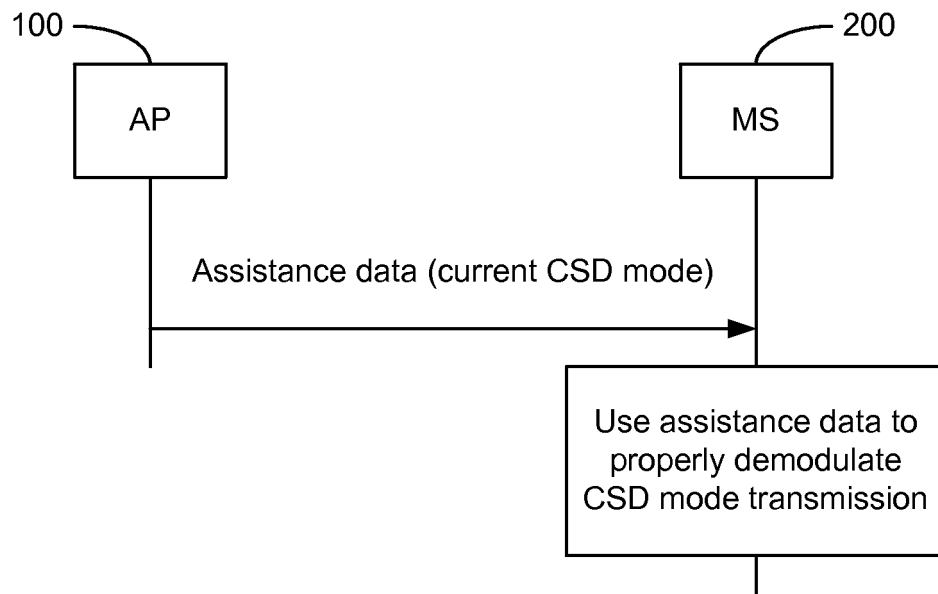 100
200
AP
MS
Assistance data (current CSD mode)
Use assistance data to
properly demodulate
CSD mode transmission